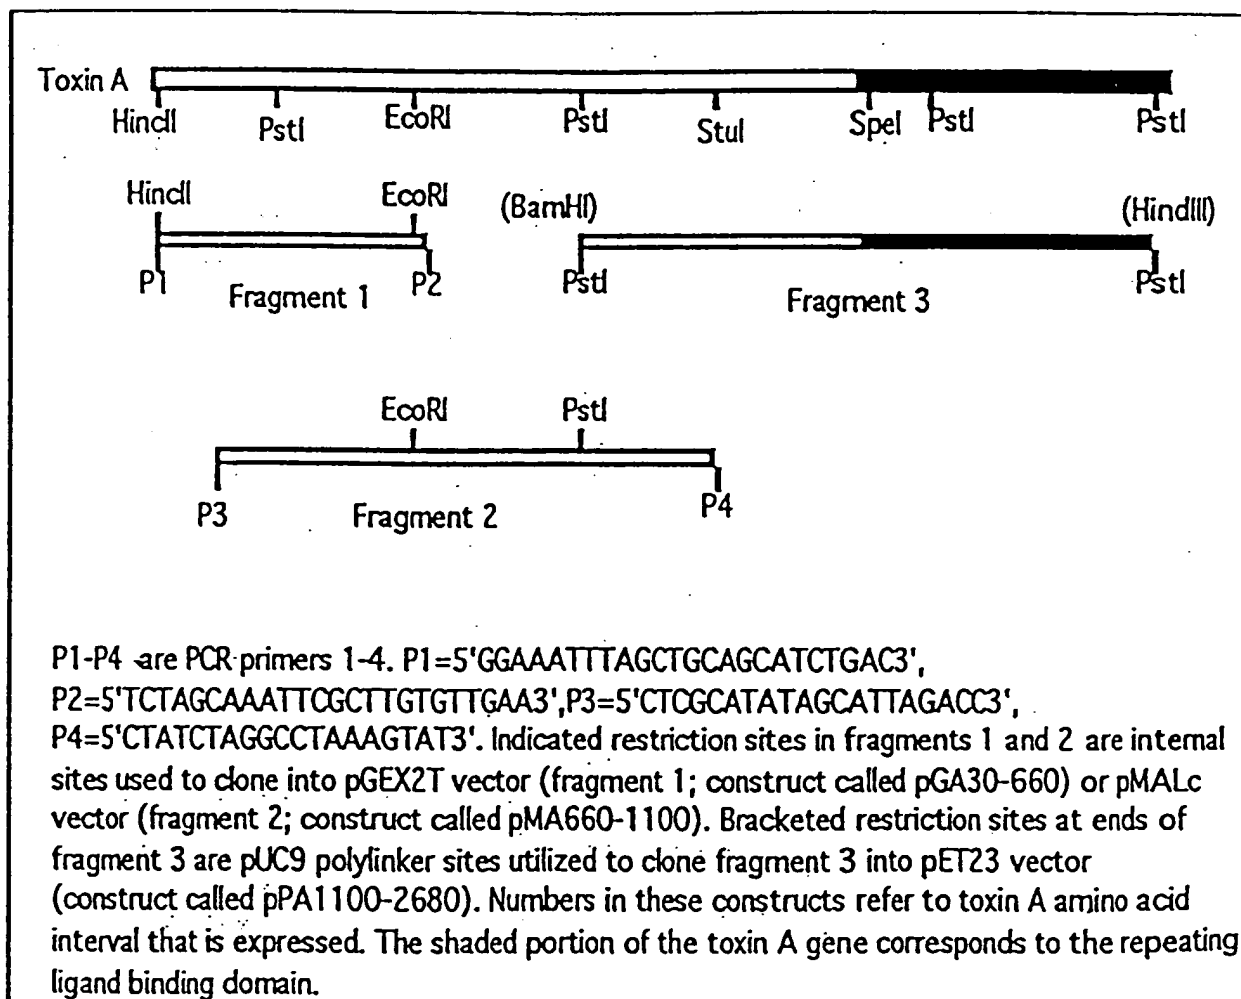 Toxin A
HincII PstI EcoRI PstI StuI SpeI PstI PstI
HincII EcoRI (BamHI) (HindIII)
P1 Fragment 1 P2 PstI Fragment 3 PstI
EcoRI PstI
P3 Fragment 2 P4
P1-P4 are PCR primers 1-4. P1=5'GGAAATTTAGCTGCAGCATCTGAC3',
P2=5'TCTAGCAAATTCGCTTGTGTTGAA3',P3=5'CTCGCATATAGCATTAGACC3',
P4=5'CTATCTAGGCCTAAAGTAT3'. Indicated restriction sites in fragments 1 and 2 are internal
sites used to clone into pGEX2T vector (fragment 1; construct called pGA30-660) or pMALc
vector (fragment 2; construct called pMA660-1100). Bracketed restriction sites at ends of
fragment 3 are pUC9 polylinker sites utilized to clone fragment 3 into pET23 vector
(construct called pPA1100-2680). Numbers in these constructs refer to toxin A amino acid
interval that is expressed. The shaded portion of the toxin A gene corresponds to the repeating
ligand binding domain.